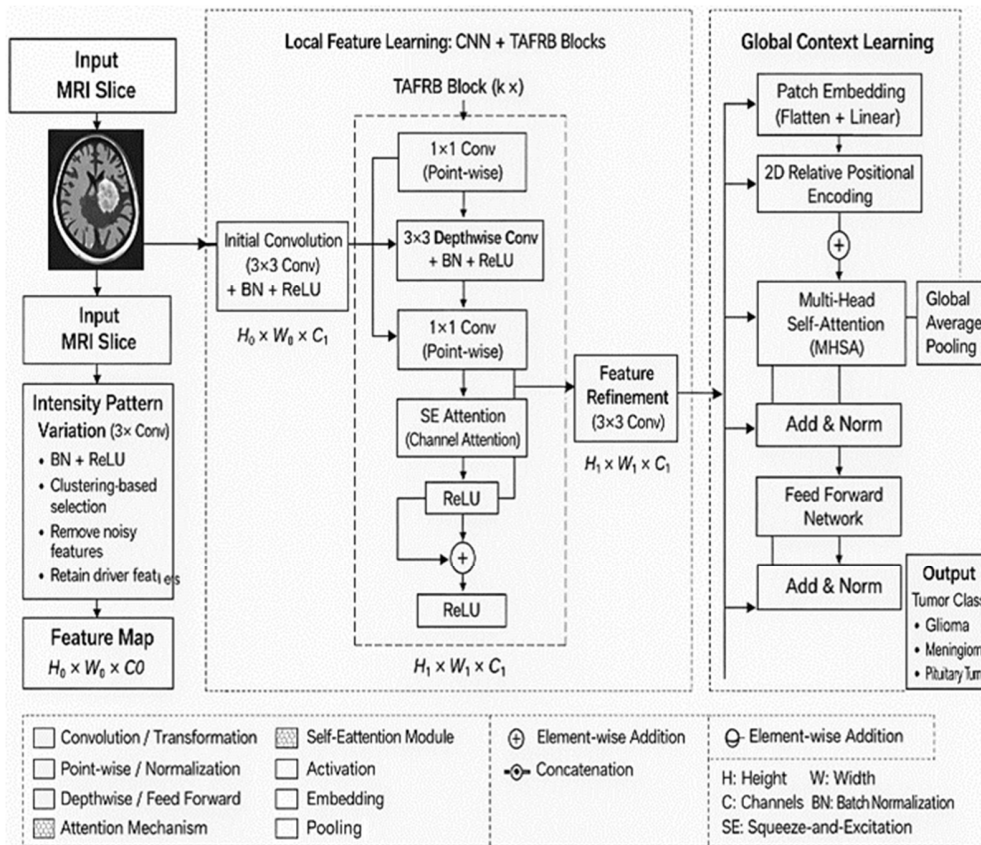 Input
MRI Slice
Input
MRI Slice
Intensity Pattern
Variation (3× Conv)
• BN + ReLU
• Clustering-based
selection
• Remove noisy
features
• Retain driver
Feature Map
H₀ × W₀ × C0
Local Feature Learning: CNN + TAFRB Blocks
TAFRB Block (k ×)
Initial Convolution
(3×3 Conv)
+ BN + ReLU
H₀ × W₀ × C₁
1×1 Conv
(Point-wise)
3×3 Depthwise Conv
+ BN + ReLU
1×1 Conv
(Point-wise)
SE Attention
(Channel Attention)
ReLU
+
ReLU
H₁ × W₁ × C₁
Feature
Refinement
(3×3 Conv)
H₁ × W₁ × C₁
Global Context Learning
Patch Embedding
(Flatten + Linear)
2D Relative Positional
Encoding
+
Multi-Head
Self-Attention
(MHSA)
Global
Average
Pooling
Add & Norm
Feed Forward
Network
Add & Norm
Output
Tumor Clas
• Glioma
• Meningiom
• Pituitary Tum
Convolution / Transformation
Point-wise / Normalization
Depthwise / Feed Forward
Attention Mechanism
Self-Eattention Module
Activation
Embedding
Pooling
+ Element-wise Addition
Concatenation
Element-wise Addition
H: Height W: Width
C: Channels BN: Batch Normalization
SE: Squeeze-and-Excitation